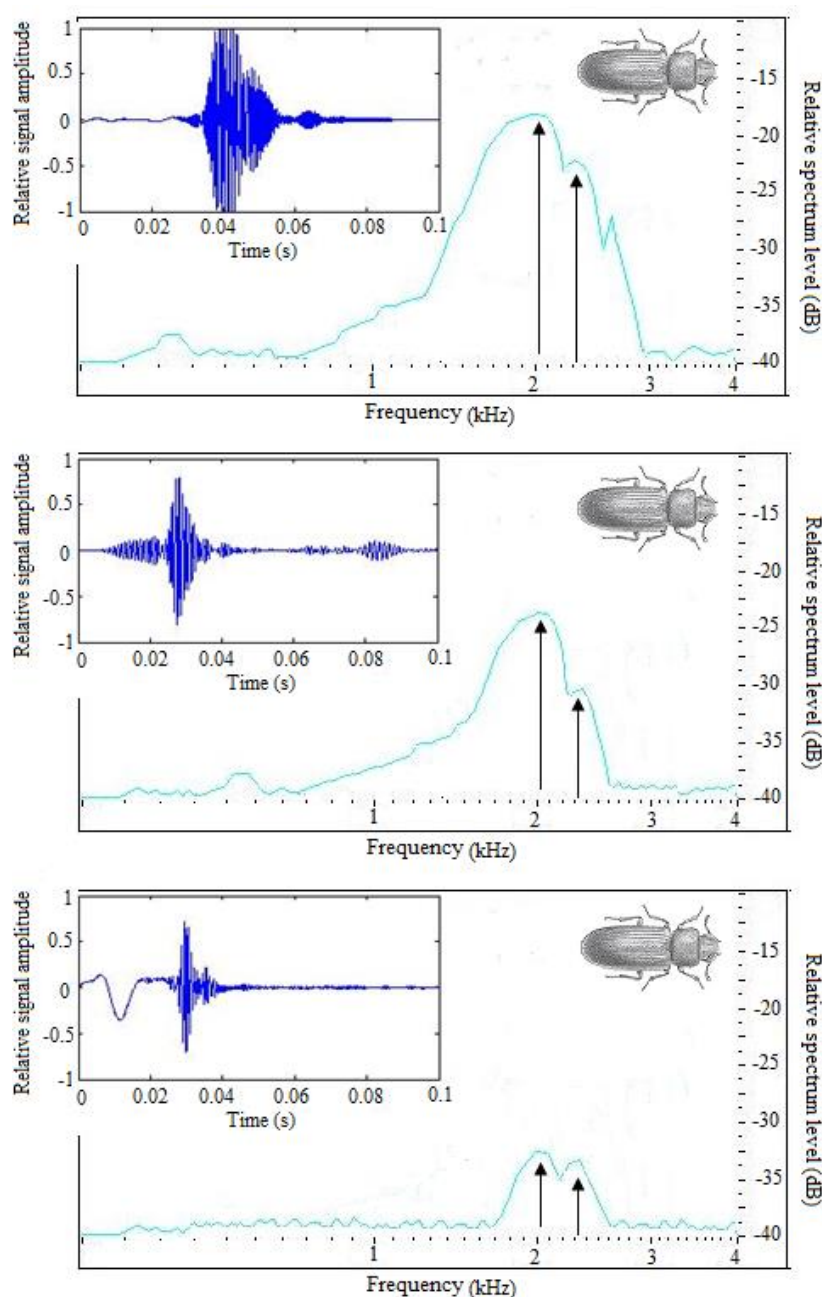 Relative signal amplitude
1
0.5
0
-0.5
-1
0 0.02 0.04 0.06 0.08 0.1
Time (s)
-15
-20
-25
-30
-35
-40
Relative spectrum level (dB)
1 2 3 4
Frequency (kHz)
Relative signal amplitude
1
0.5
0
-0.5
-1
0 0.02 0.04 0.06 0.08 0.1
Time (s)
-15
-20
-25
-30
-35
-40
Relative spectrum level (dB)
1 2 3 4
Frequency (kHz)
Relative signal amplitude
1
0.5
0
-0.5
-1
0 0.02 0.04 0.06 0.08 0.1
Time (s)
-15
-20
-25
-30
-35
-40
Relative spectrum level (dB)
1 2 3 4
Frequency (kHz)